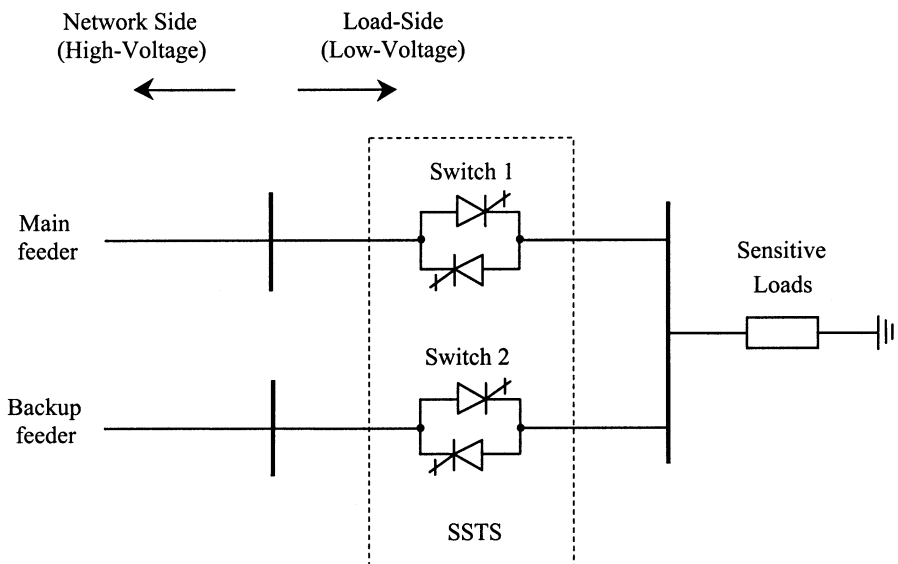 Network Side
(High-Voltage)
Load-Side
(Low-Voltage)
Switch 1
Main
feeder
Sensitive
Loads
Switch 2
Backup
feeder
SSTS